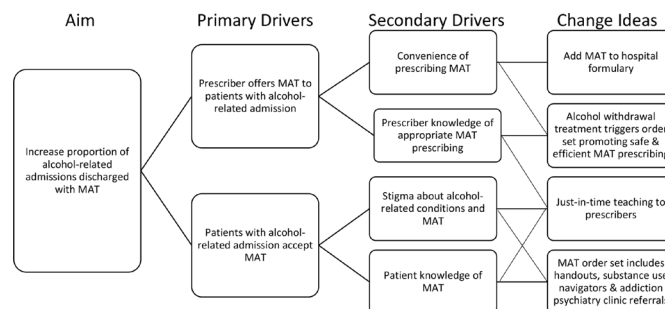 Aim
Primary Drivers
Secondary Drivers
Change Ideas
Increase proportion of
alcohol-related
admissions discharged
with MAT
Prescriber offers MAT to
patients with alcohol-
related admission
Patients with alcohol-
related admission accept
MAT
Convenience of
prescribing MAT
Prescriber knowledge of
appropriate MAT
prescribing
Stigma about alcohol-
related conditions and
MAT
Patient knowledge of
MAT
Add MAT to hospital
formulary
Alcohol withdrawal
treatment triggers order
set promoting safe &
efficient MAT prescribing
Just-in-time teaching to
prescribers
MAT order set includes
handouts, substance use
navigators & addiction
psychiatry clinic referrals